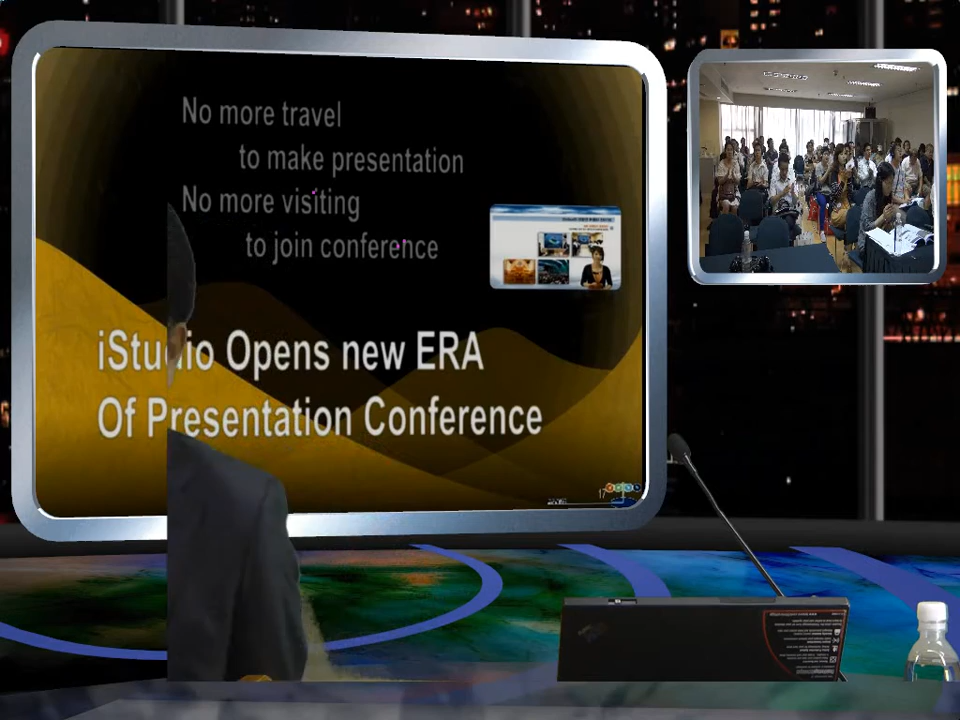 No more travel
to make presentation
No more visiting
to join conference
iStudio Opens new ERA
Of Presentation Conference
17